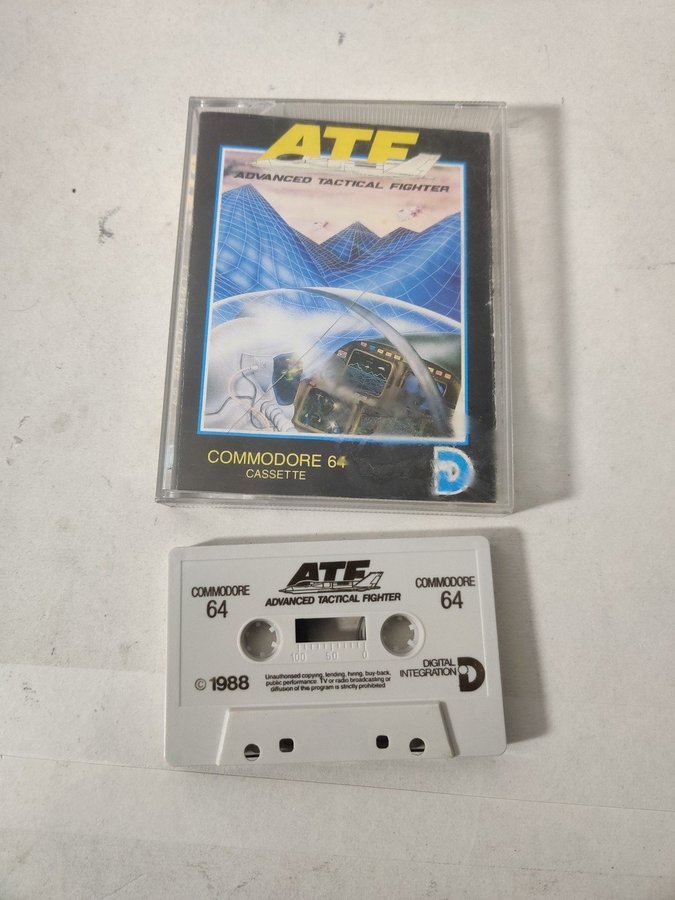 ATF
ADVANCED TACTICAL FIGHTER
COMMODORE 64
CASSETTE
ATF
ADVANCED TACTICAL FIGHTER
COMMODORE
64
COMMODORE
64
100 50 0
© 1988
Unauthorised copying, lending, hiring, buy-back,
public performance. TV or radio broadcasting or
diffusion of this program is strictly prohibited.
DIGITAL
INTEGRATION